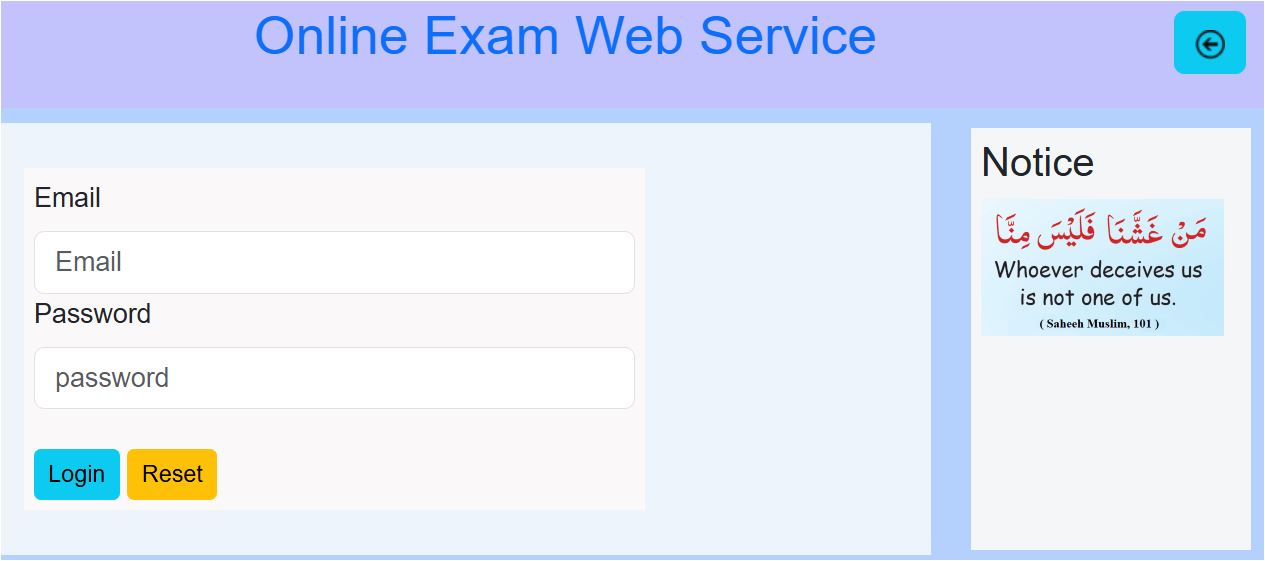 Online Exam Web Service
Email
Email
Password
password
Login Reset
Notice
مَنْ غَشَّنَا فَلَيْسَ مِنَّا
Whoever deceives us
is not one of us.
( Saheeh Muslim, 101 )